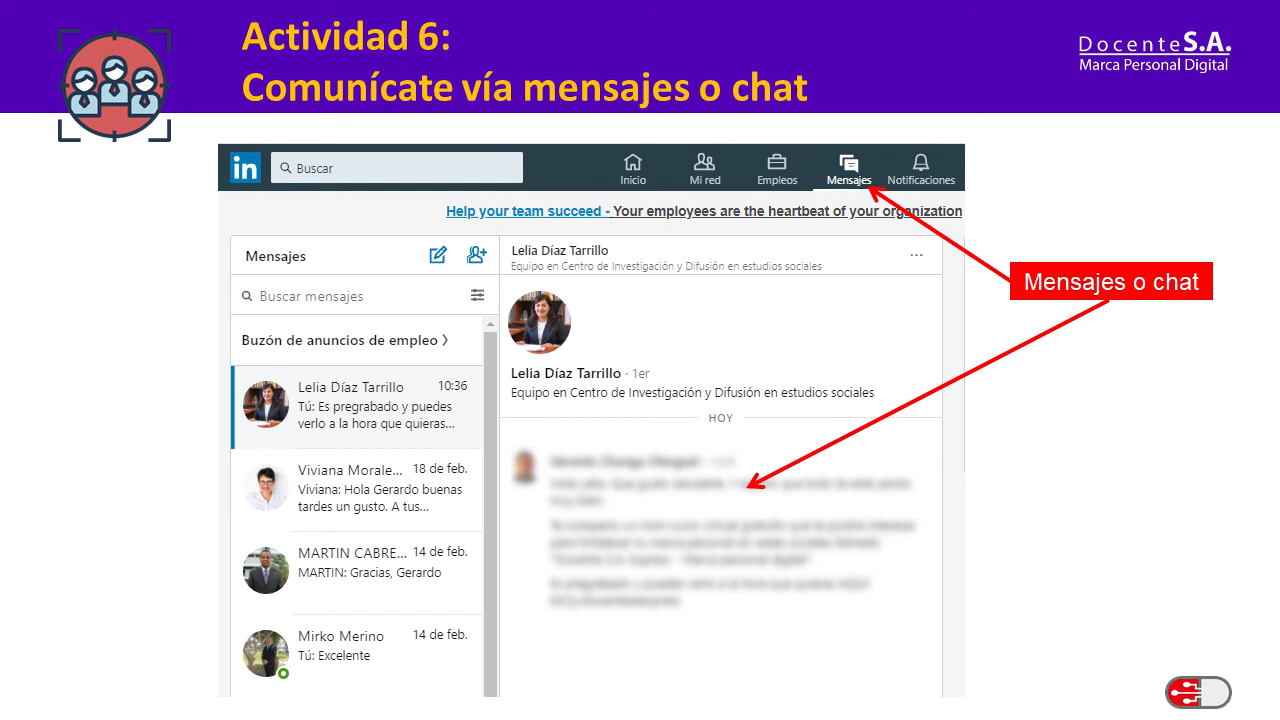 Actividad 6:
Comunícate vía mensajes o chat
DocenteS.A.
Marca Personal Digital
in
Buscar
Inicio
Mi red
Empleos
Mensajes
Notificaciones
Help your team succeed - Your employees are the heartbeat of your organization
Mensajes
Buscar mensajes
Buzón de anuncios de empleo
Lelia Díaz Tarrillo 10:36
Tú: Es pregrabado y puedes
verlo a la hora que quieras...
Viviana Morale... 18 de feb.
Viviana: Hola Gerardo buenas
tardes un gusto. A tus...
MARTIN CABRE... 14 de feb.
MARTIN: Gracias, Gerardo
Mirko Merino 14 de feb.
Tú: Excelente
Lelia Díaz Tarrillo
Equipo en Centro de Investigación y Difusión en estudios sociales
Lelia Díaz Tarrillo · 1er
Equipo en Centro de Investigación y Difusión en estudios sociales
HOY
Mensajes o chat